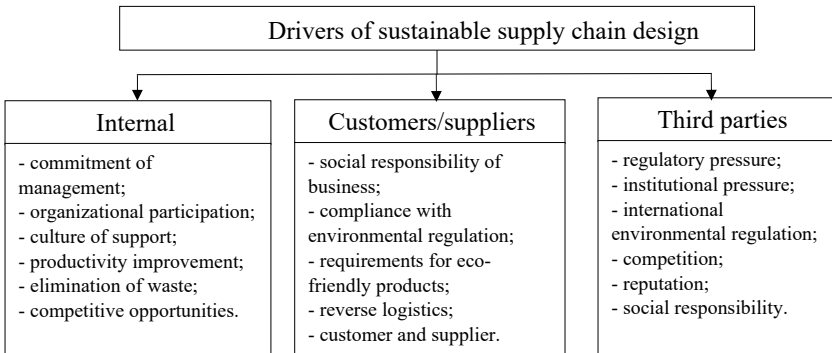 Drivers of sustainable supply chain design
Internal
- commitment of
management;
- organizational participation;
- culture of support;
- productivity improvement;
- elimination of waste;
- competitive opportunities.
Customers/suppliers
- social responsibility of
business;
- compliance with
environmental regulation;
- requirements for eco-
friendly products;
- reverse logistics;
- customer and supplier.
Third parties
- regulatory pressure;
- institutional pressure;
- international
environmental regulation;
- competition;
- reputation;
- social responsibility.